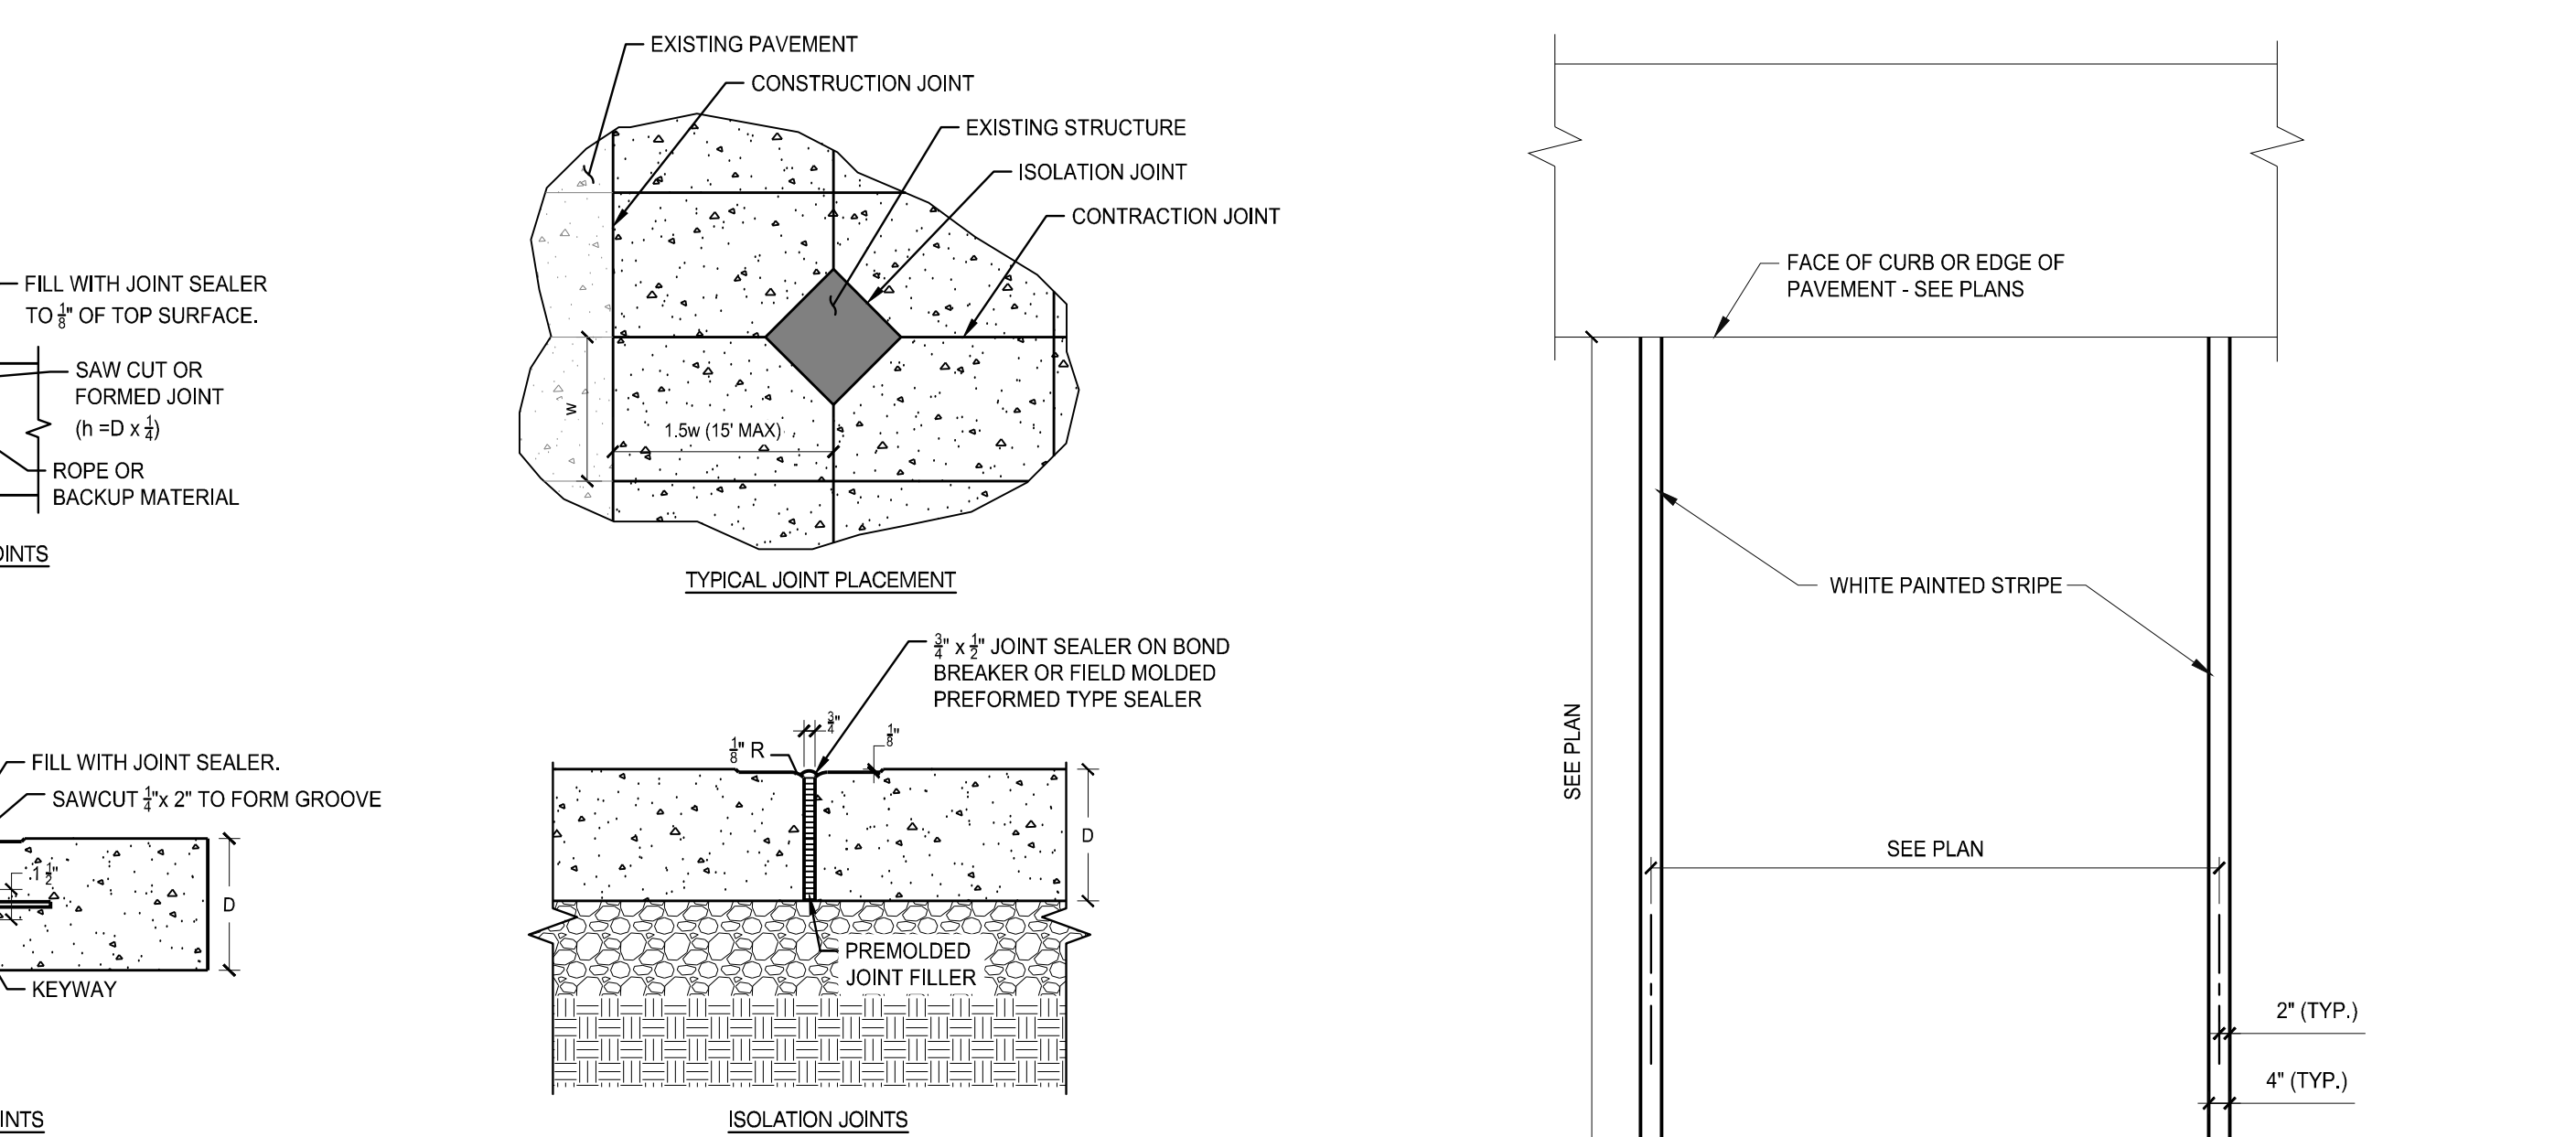 FILL WITH JOINT SEALER
TO 1/8" OF TOP SURFACE.
SAW CUT OR
FORMED JOINT
(h =D x 1/4)
ROPE OR
BACKUP MATERIAL
OINTS
FILL WITH JOINT SEALER.
SAWCUT 1/4"x 2" TO FORM GROOVE
1 1/2"
D
KEYWAY
INTS
EXISTING PAVEMENT
CONSTRUCTION JOINT
EXISTING STRUCTURE
ISOLATION JOINT
CONTRACTION JOINT
w
1.5w (15' MAX)
TYPICAL JOINT PLACEMENT
3/4" x 1/2" JOINT SEALER ON BOND
BREAKER OR FIELD MOLDED
PREFORMED TYPE SEALER
3/4"
1/8" R
1/8"
D
PREMOLDED
JOINT FILLER
ISOLATION JOINTS
FACE OF CURB OR EDGE OF
PAVEMENT - SEE PLANS
WHITE PAINTED STRIPE
SEE PLAN
SEE PLAN
2" (TYP.)
4" (TYP.)